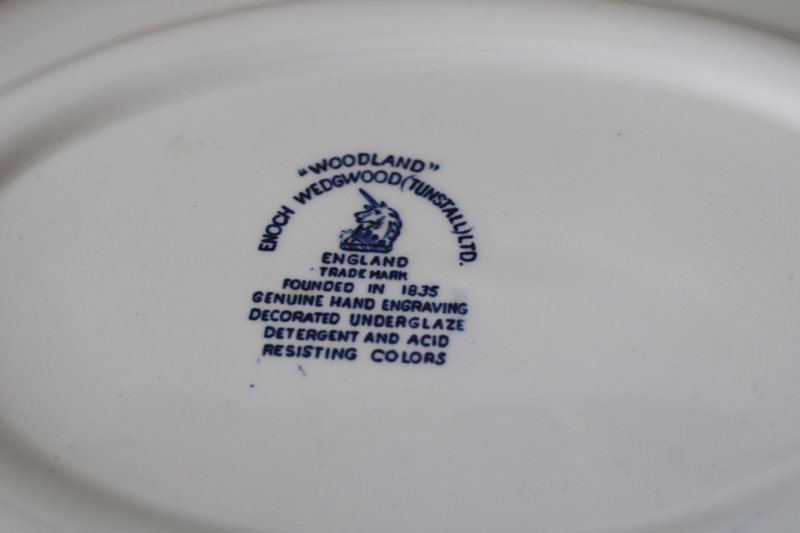 "WOODLAND"
ENOCH WEDGWOOD (TUNSTALL) LTD.
ENGLAND
TRADE MARK
FOUNDED IN 1835
GENUINE HAND ENGRAVING
DECORATED UNDERGLAZE
DETERGENT AND ACID
RESISTING COLORS